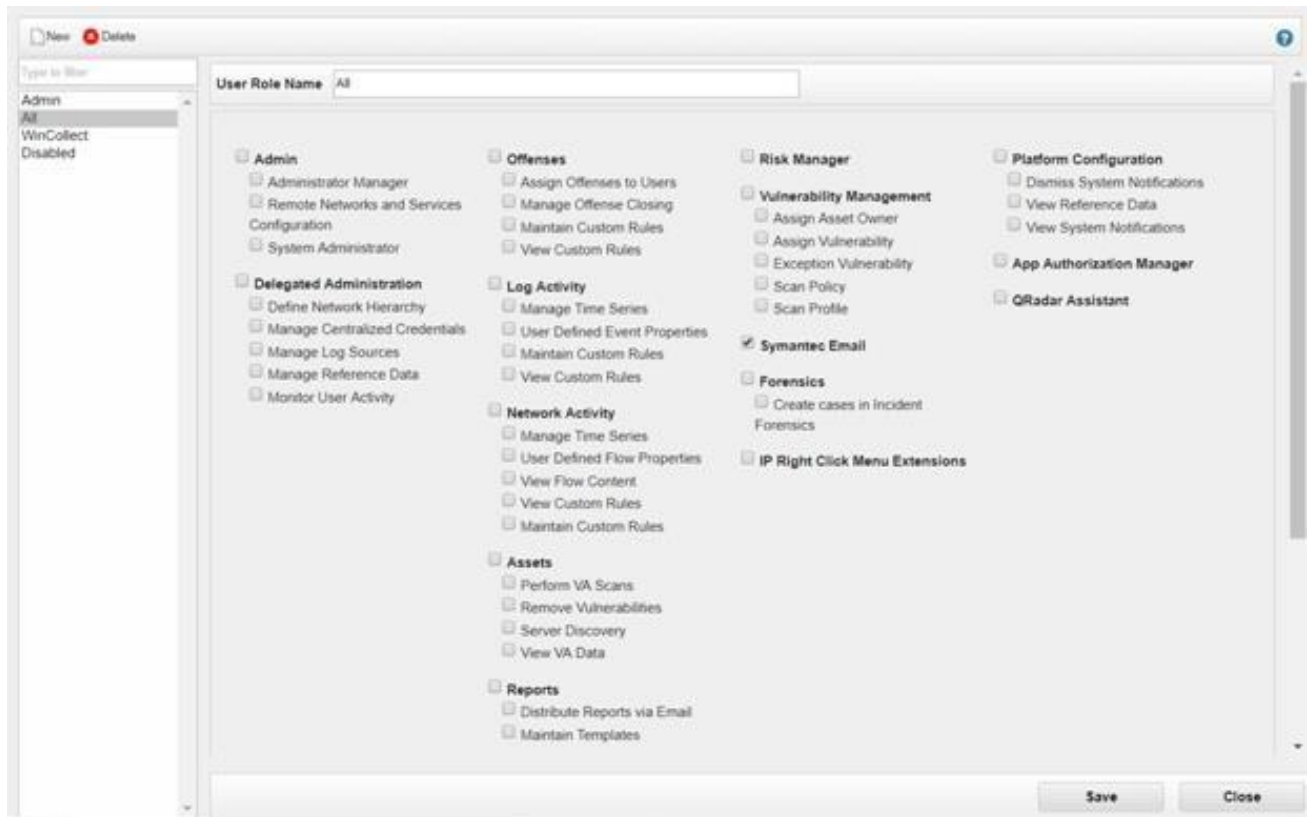 New Delete
Type to filter
Admin
All
WinCollect
Disabled
User Role Name All
Admin
Administrator Manager
Remote Networks and Services
Configuration
System Administrator
Delegated Administration
Define Network Hierarchy
Manage Centralized Credentials
Manage Log Sources
Manage Reference Data
Monitor User Activity
Offenses
Assign Offenses to Users
Manage Offense Closing
Maintain Custom Rules
View Custom Rules
Log Activity
Manage Time Series
User Defined Event Properties
Maintain Custom Rules
View Custom Rules
Network Activity
Manage Time Series
User Defined Flow Properties
View Flow Content
View Custom Rules
Maintain Custom Rules
Assets
Perform VA Scans
Remove Vulnerabilities
Server Discovery
View VA Data
Reports
Distribute Reports via Email
Maintain Templates
Risk Manager
Vulnerability Management
Assign Asset Owner
Assign Vulnerability
Exception Vulnerability
Scan Policy
Scan Profile
Symantec Email
Forensics
Create cases in Incident
Forensics
IP Right Click Menu Extensions
Platform Configuration
Dismiss System Notifications
View Reference Data
View System Notifications
App Authorization Manager
QRadar Assistant
Save Close